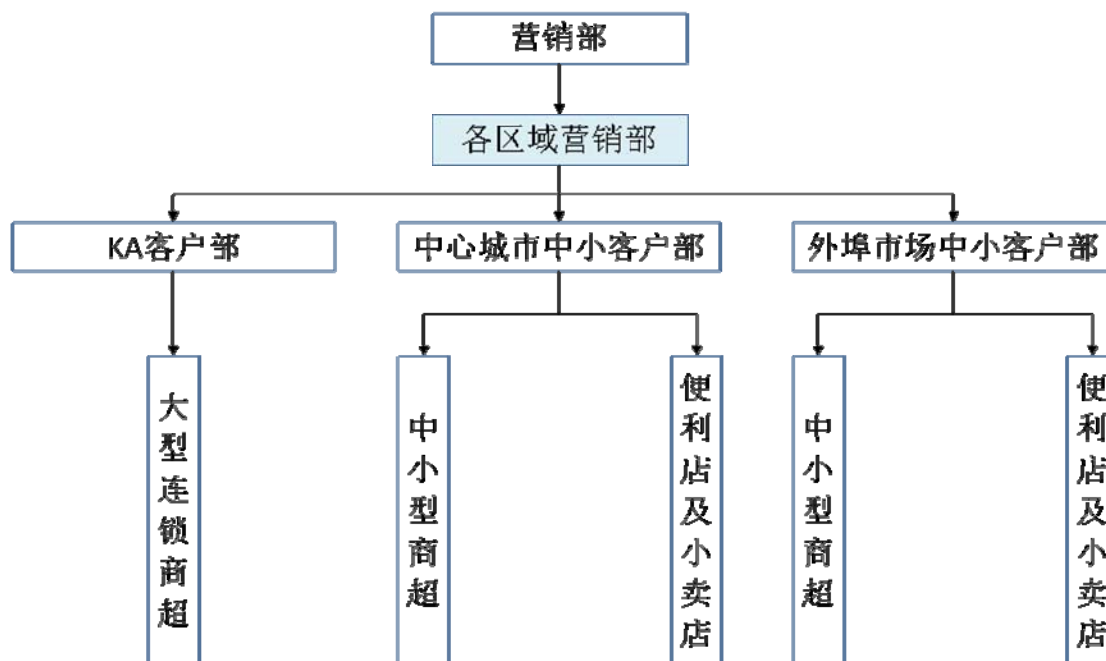 营销部
各区域营销部
KA客户部
中心城市中小客户部
外埠市场中小客户部
大型连锁商超
中小型商超
便利店及小卖店
中小型商超
便利店及小卖店